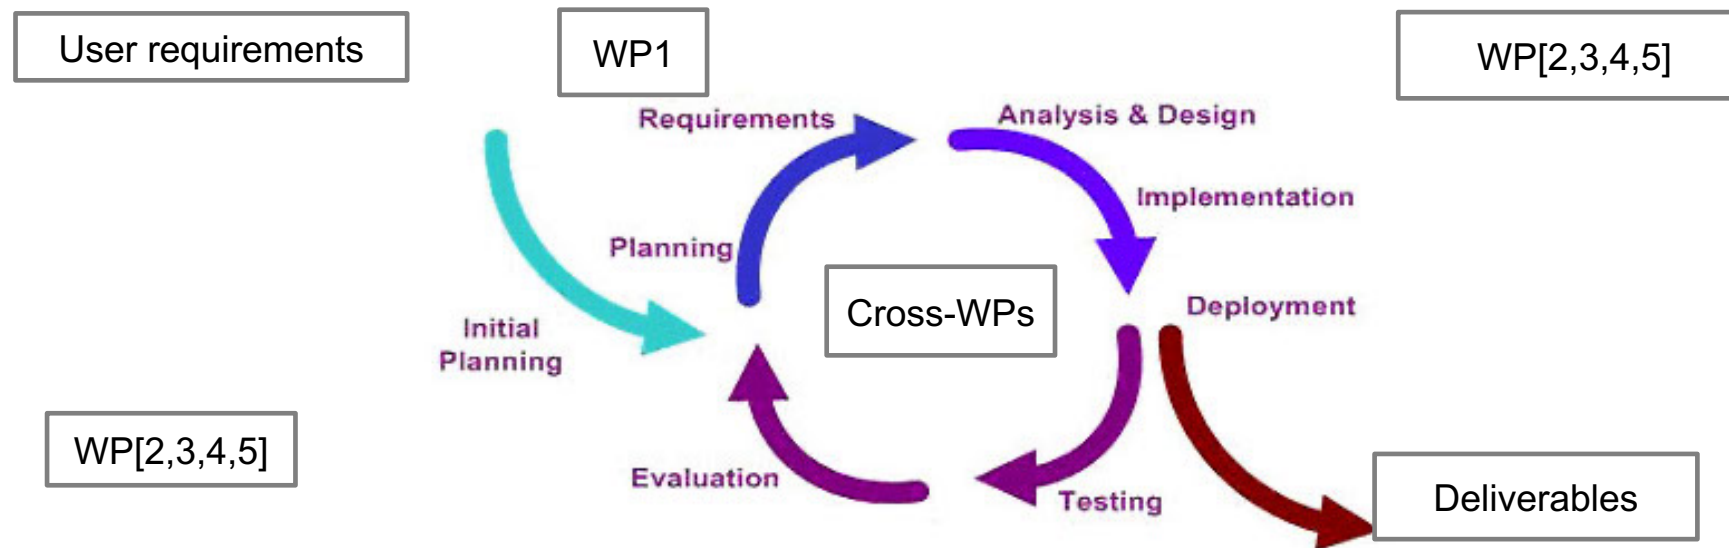 User requirements
WP1
WP[2,3,4,5]
Requirements
Analysis & Design
Implementation
Planning
Cross-WPs
Deployment
Initial
Planning
WP[2,3,4,5]
Evaluation
Testing
Deliverables